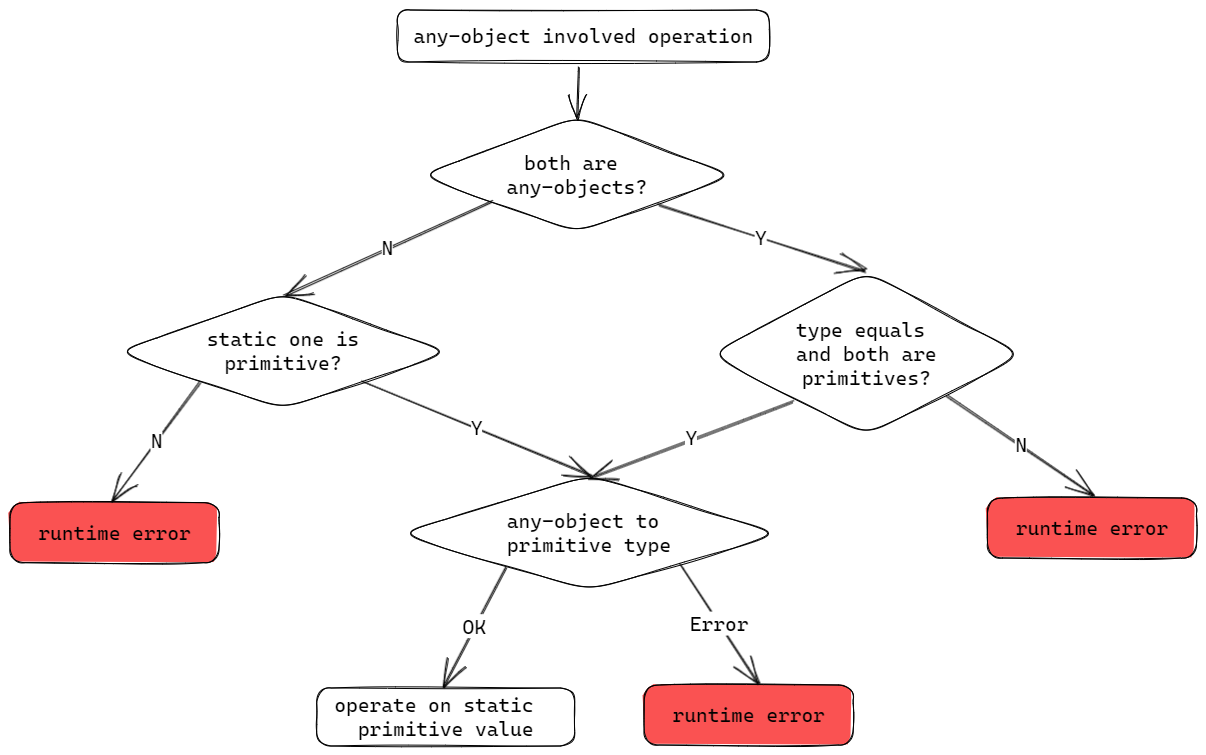 any-object involved operation
both are
any-objects?
N
Y
static one is
primitive?
type equals
and both are
primitives?
N
Y
Y
N
runtime error
any-object to
primitive type
runtime error
OK
Error
operate on static
primitive value
runtime error